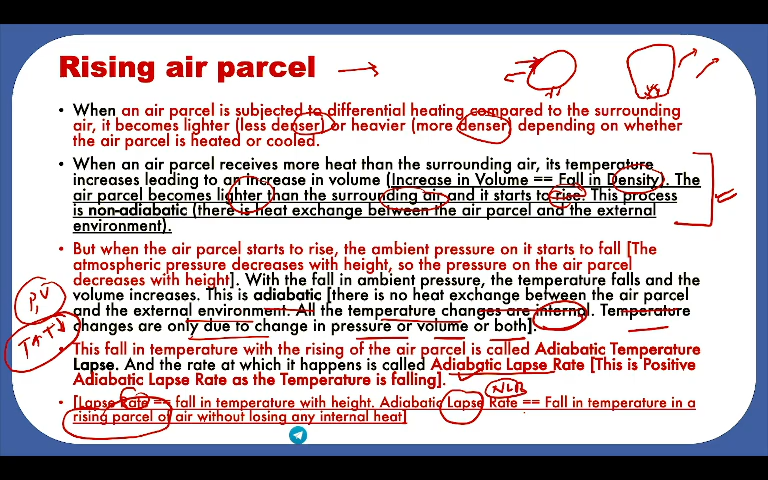 Rising air parcel
• When an air parcel is subjected to differential heating compared to the surrounding
air, it becomes lighter (less denser) or heavier (more denser) depending on whether
the air parcel is heated or cooled.
• When an air parcel receives more heat than the surrounding air, its temperature
increases leading to an increase in volume (Increase in Volume == Fall in Density). The
air parcel becomes lighter than the surrounding air and it starts to rise. This process
is non-adiabatic (there is heat exchange between the air parcel and the external
environment).
• But when the air parcel starts to rise, the ambient pressure on it starts to fall [The
atmospheric pressure decreases with height, so the pressure on the air parcel
decreases with height]. With the fall in ambient pressure, the temperature falls and the
P, V
volume increases. This is adiabatic [there is no heat exchange between the air parcel
and the external environment. All the temperature changes are internal. Temperature
T↑T↓
changes are only due to change in pressure or volume or both].
• This fall in temperature with the rising of the air parcel is called Adiabatic Temperature
Lapse. And the rate at which it happens is called Adiabatic Lapse Rate [This is Positive
Adiabatic Lapse Rate as the Temperature is falling].
NLR
• [Lapse Rate == fall in temperature with height. Adiabatic Lapse Rate == Fall in temperature in a
rising parcel of air without losing any internal heat]